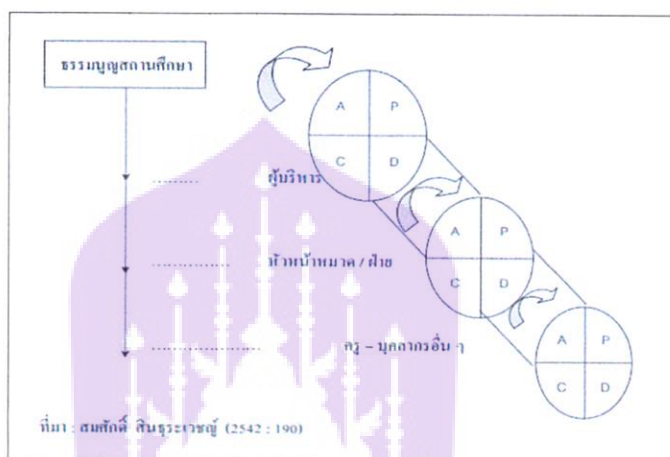 ธรรมนูญสถานศึกษา
A P
C D
ผู้บริหาร
A P
C D
หัวหน้าหมวด / ฝ่าย
A P
C D
ครู – บุคลากรอื่น ๆ
ที่มา : สมศักดิ์ สินธุระเวชญ์ (2542 : 190)